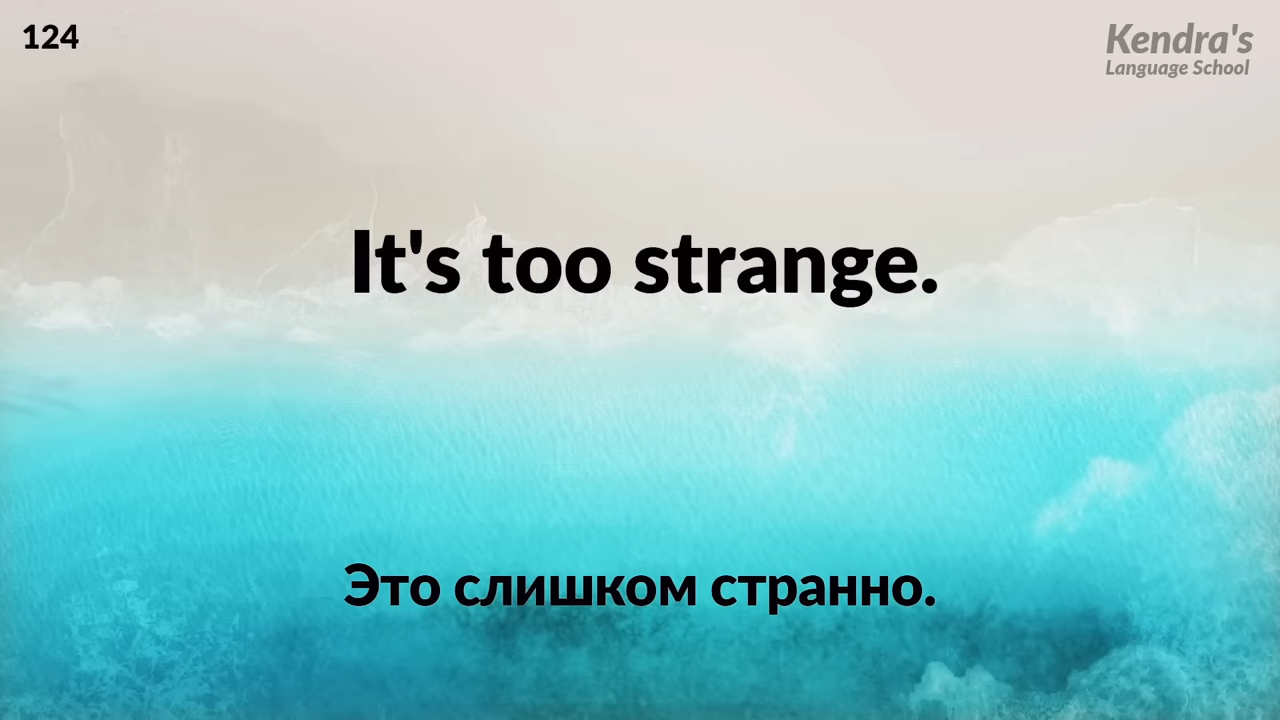 124
Kendra's
Language School
It's too strange.
Это слишком странно.